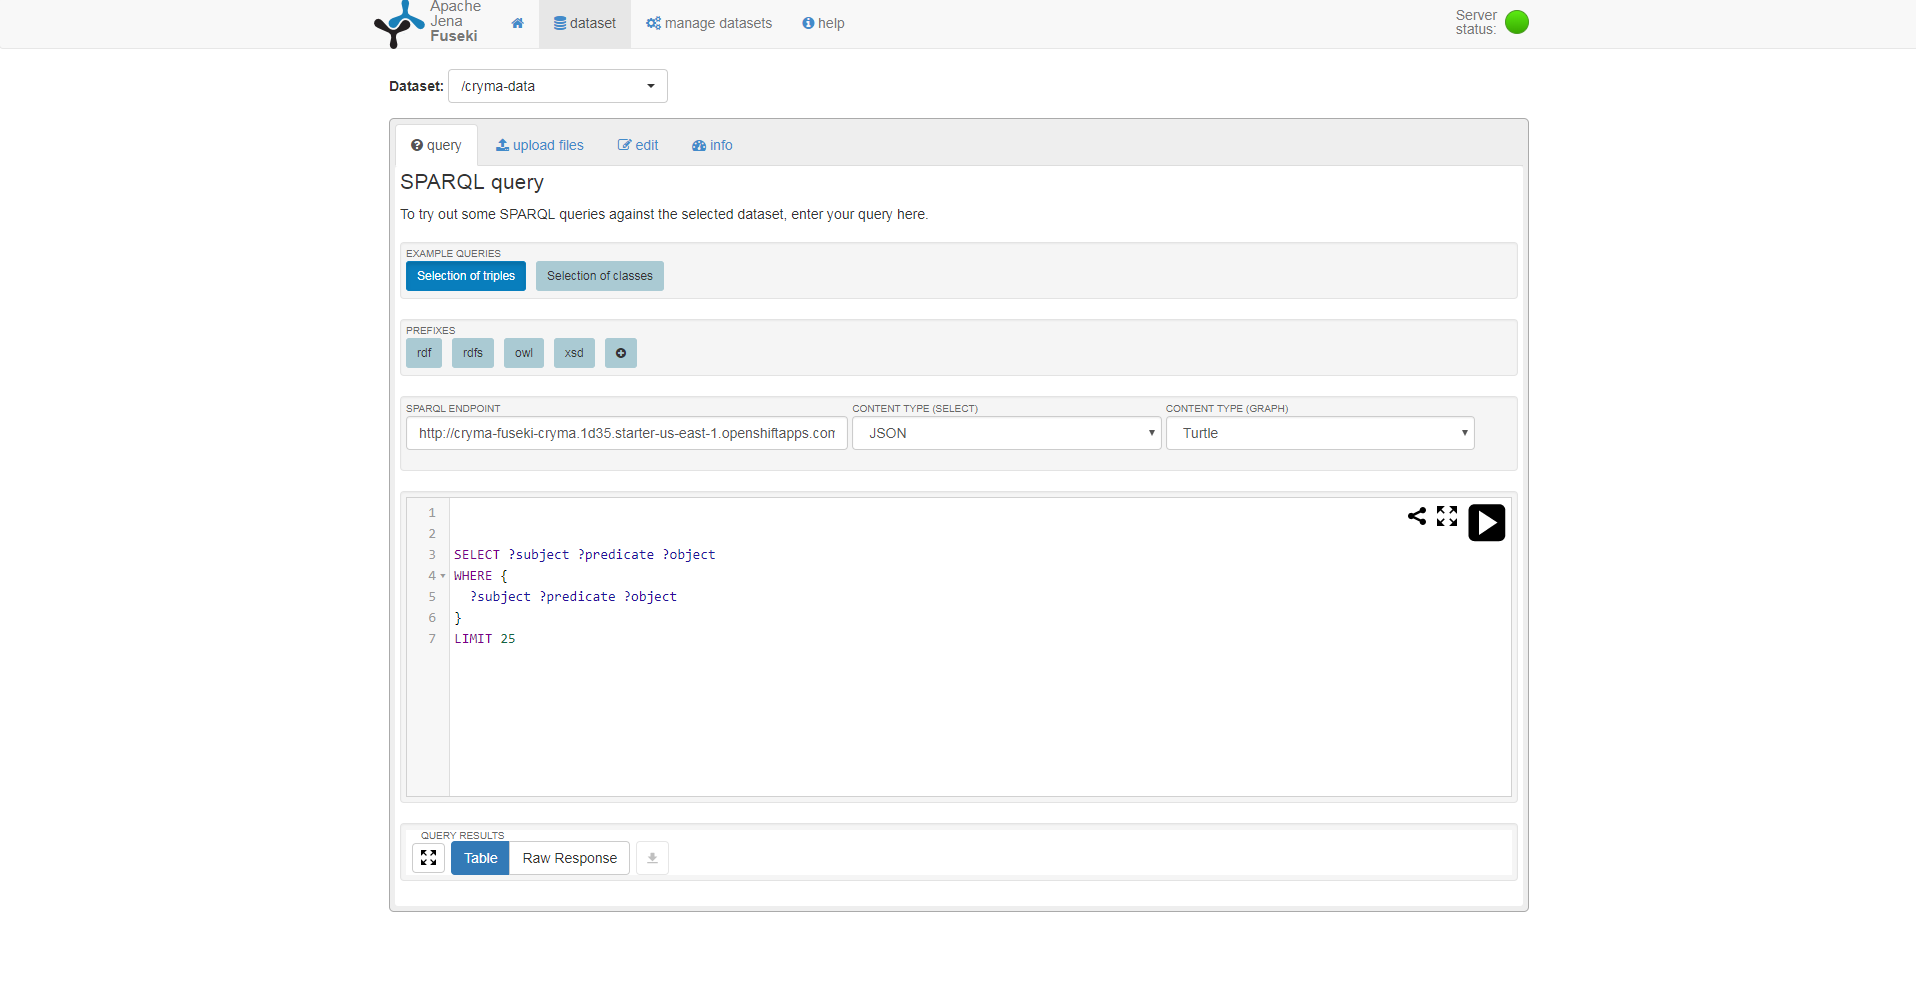 Apache
Jena
Fuseki
dataset
manage datasets
help
Server
status:
Dataset:
/cryma-data
query
upload files
edit
info
SPARQL query
To try out some SPARQL queries against the selected dataset, enter your query here.
EXAMPLE QUERIES
Selection of triples
Selection of classes
PREFIXES
rdf
rdfs
owl
xsd
SPARQL ENDPOINT
CONTENT TYPE (SELECT)
CONTENT TYPE (GRAPH)
http://cryma-fuseki-cryma.1d35.starter-us-east-1.openshiftapps.com
JSON
Turtle
1
2
3 SELECT ?subject ?predicate ?object
4 WHERE {
5 ?subject ?predicate ?object
6 }
7 LIMIT 25
QUERY RESULTS
Table
Raw Response